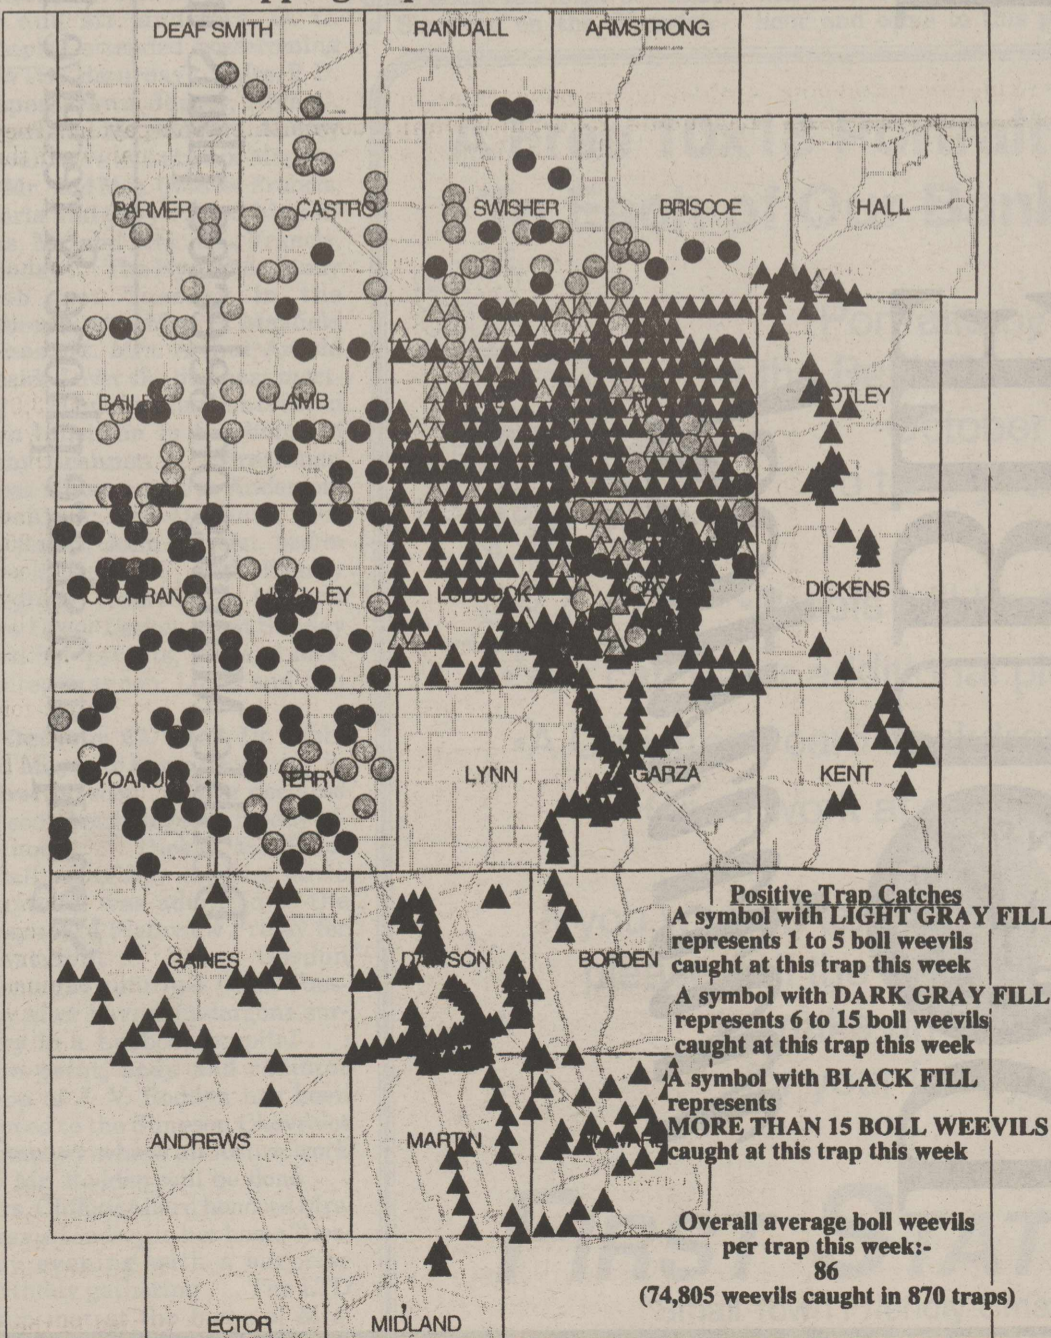 DEAF SMITH RANDALL ARMSTRONG
PARMER CASTRO SWISHER BRISCOE HALL
LAMB
COCHRAN LUBBOCK DICKENS
YOAKUM TERRY LYNN GARZA KENT
GAINES DAWSON BORDEN
ANDREWS MARTIN
ECTOR MIDLAND
Positive Trap Catches
A symbol with LIGHT GRAY FILL
represents 1 to 5 boll weevils
caught at this trap this week
A symbol with DARK GRAY FILL
represents 6 to 15 boll weevils
caught at this trap this week
A symbol with BLACK FILL
represents
MORE THAN 15 BOLL WEEVILS
caught at this trap this week
Overall average boll weevils
per trap this week:-
86
(74,805 weevils caught in 870 traps)